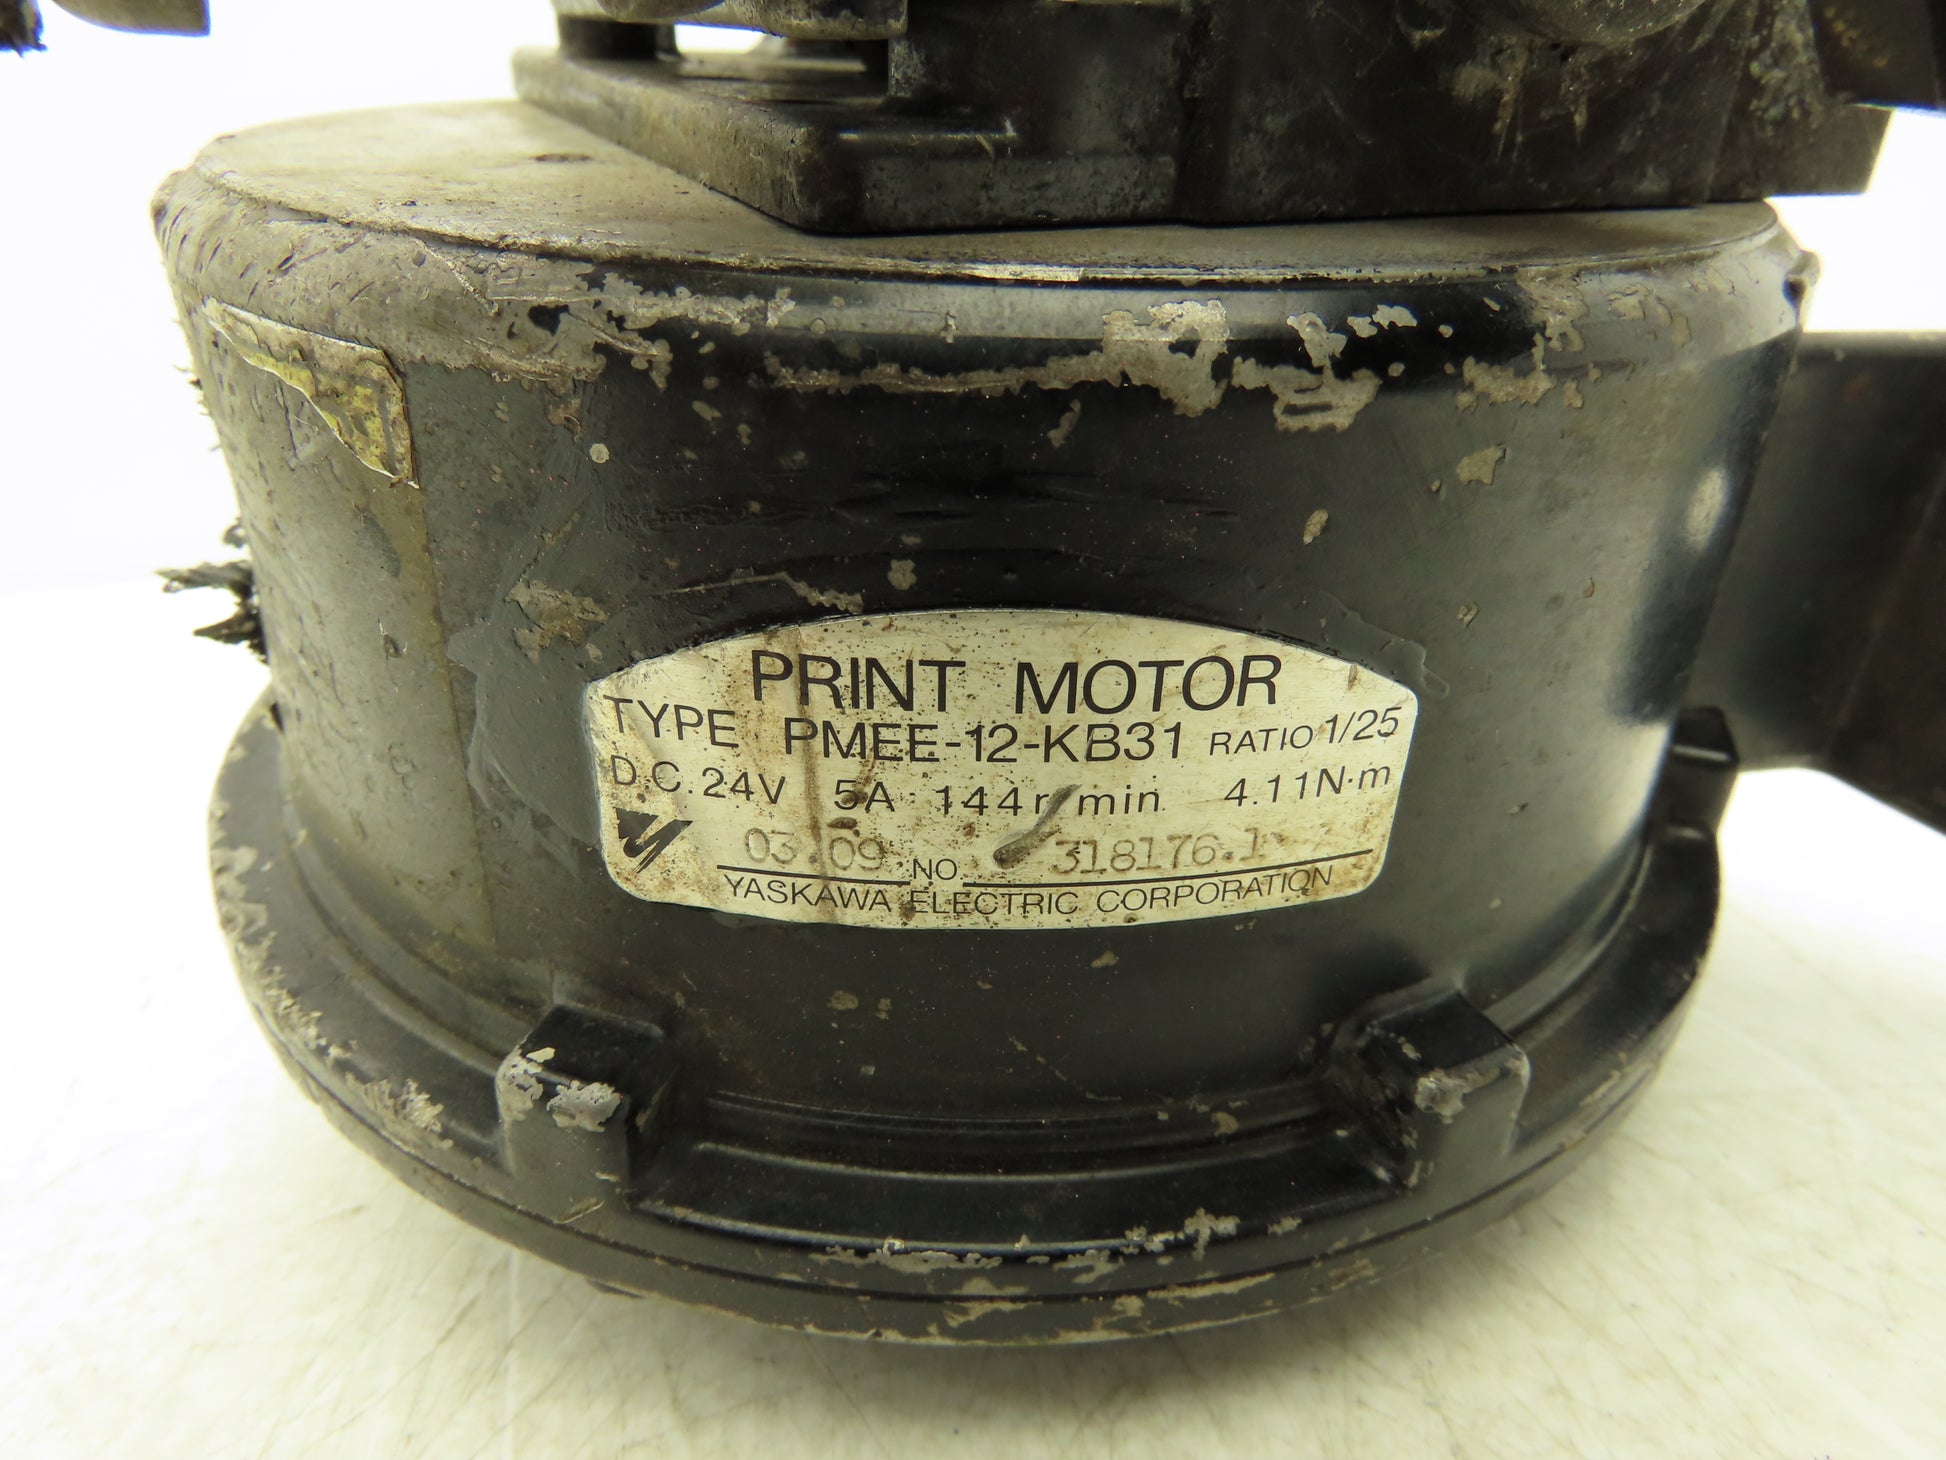 PRINT MOTOR
TYPE PMEE-12-KB31 RATIO 1/25
D.C. 24V 5A 144r/min 4.11N·m
03.09 NO. 318176.1
YASKAWA ELECTRIC CORPORATION